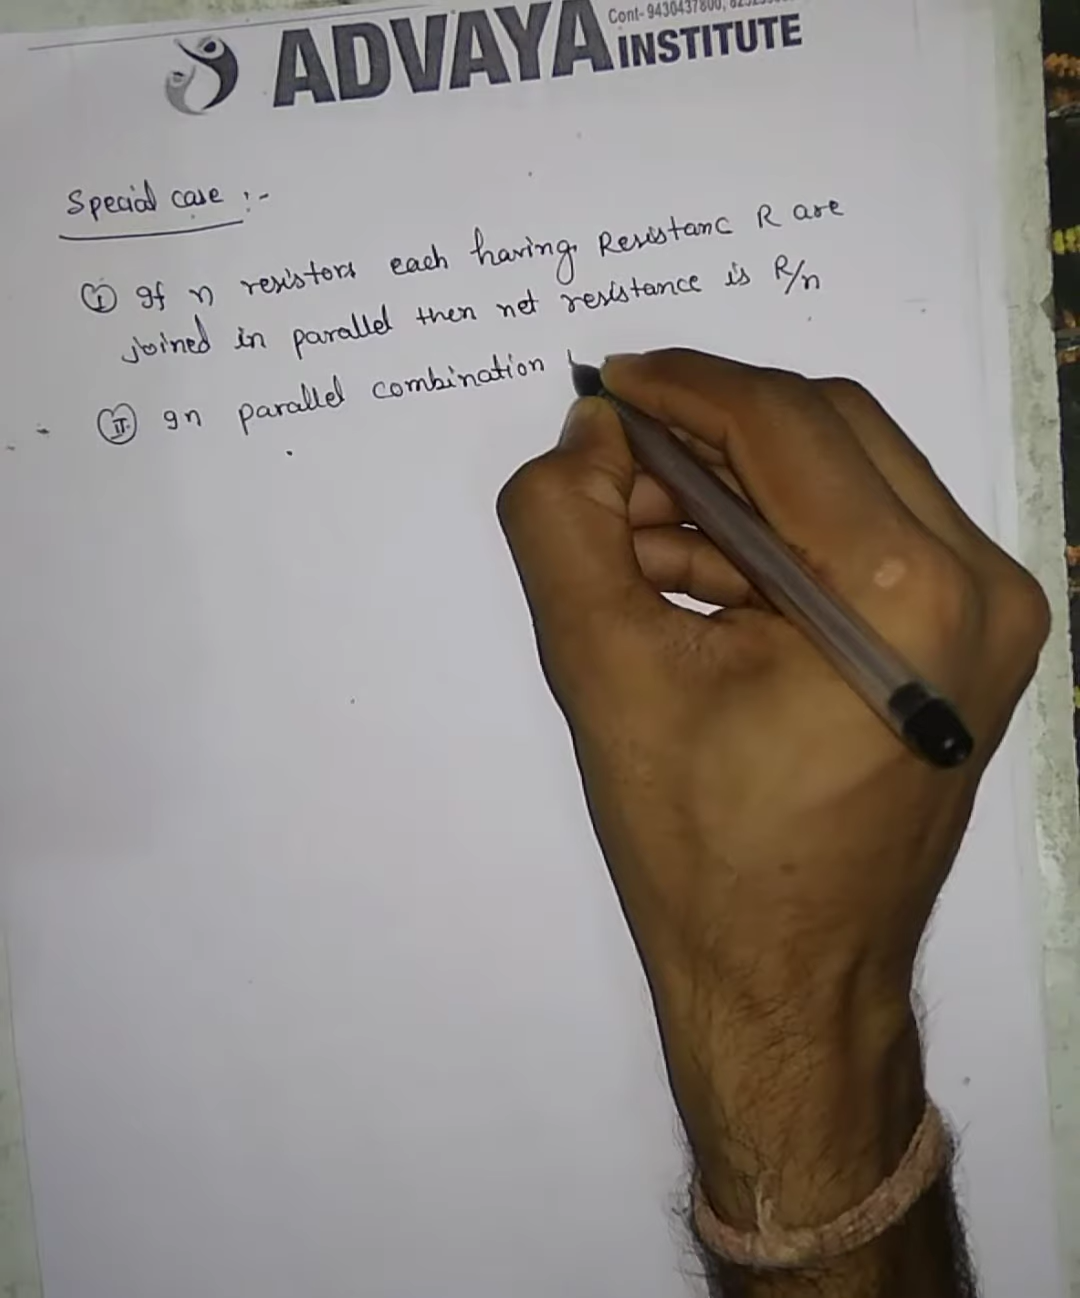 Cont- 9430437800,
ADVAYA INSTITUTE
Special case :-
(I) If n resistors each having Resistanc R are
joined in parallel then net resistance is R/n
(II) In parallel combination